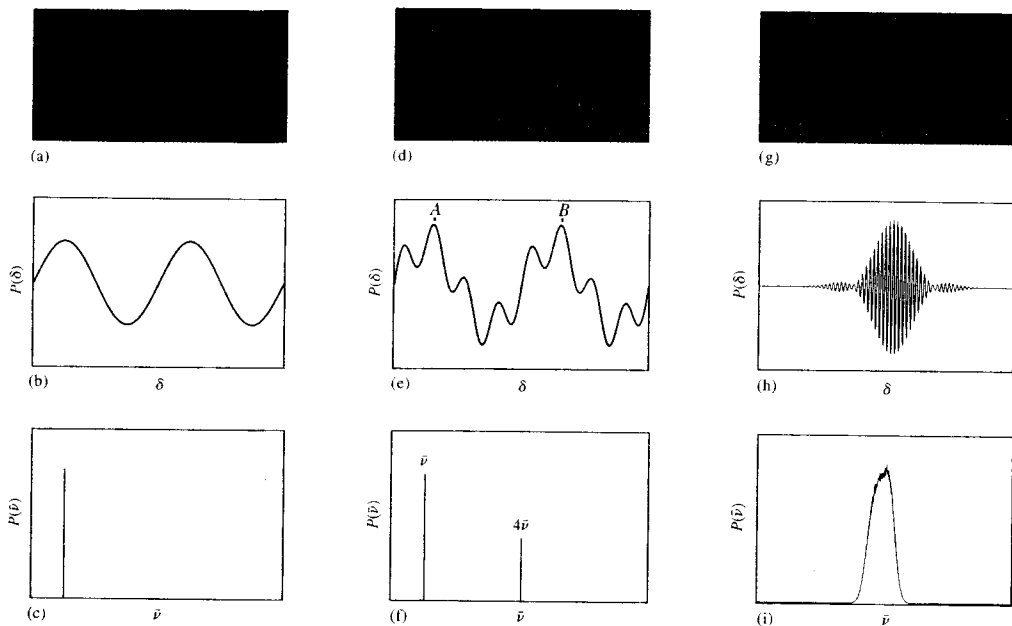 (a)
(d)
(g)
P(δ)
(b)
δ
A
B
P(δ)
(e)
δ
P(δ)
(h)
δ
P(ν̄)
(c)
ν̄
ν̄
4ν̄
P(ν̄)
(f)
ν̄
P(ν̄)
(i)
ν̄